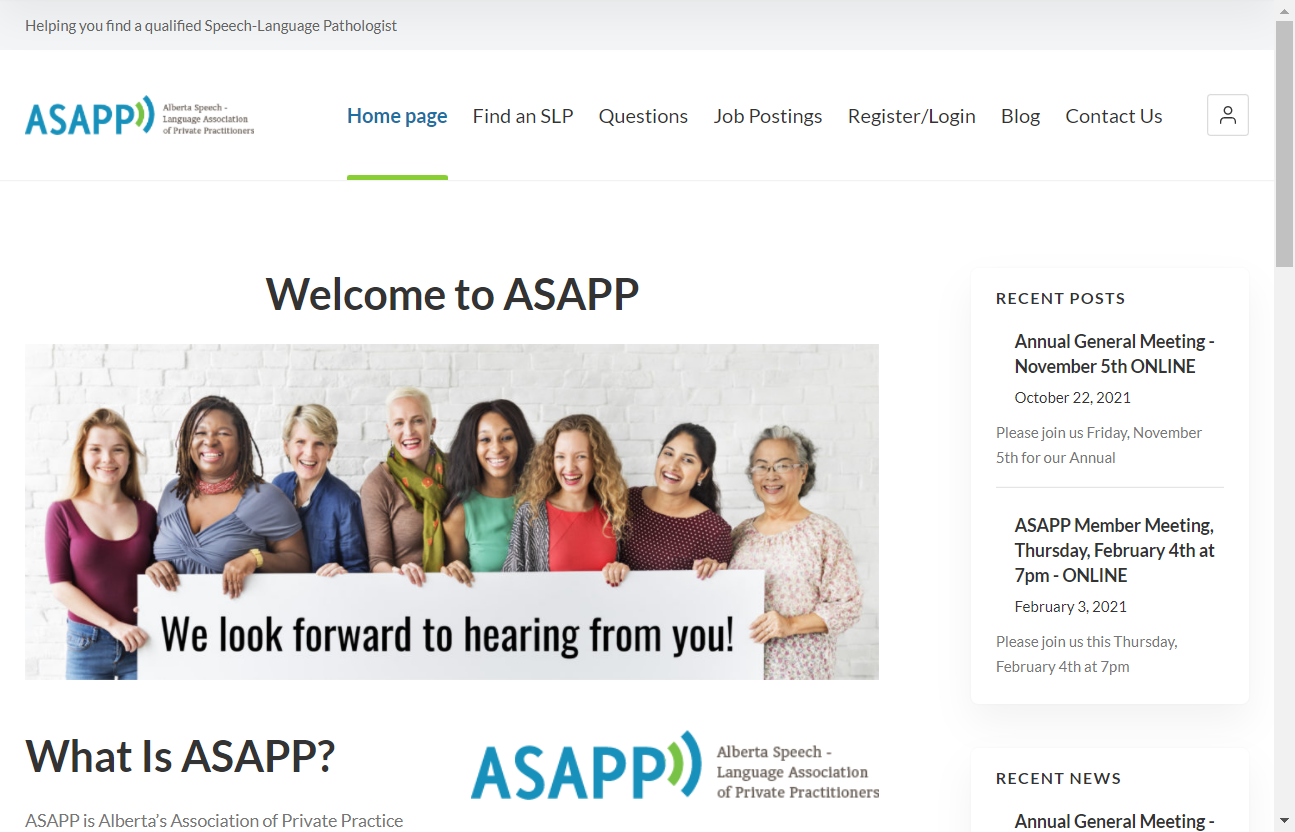 Helping you find a qualified Speech-Language Pathologist
ASAPP
Alberta Speech -
Language Association
of Private Practitioners
Home page
Find an SLP
Questions
Job Postings
Register/Login
Blog
Contact Us
Welcome to ASAPP
We look forward to hearing from you!
What Is ASAPP?
ASAPP is Alberta’s Association of Private Practice
ASAPP
Alberta Speech -
Language Association
of Private Practitioners
RECENT POSTS
Annual General Meeting -
November 5th ONLINE
October 22, 2021
Please join us Friday, November
5th for our Annual
ASAPP Member Meeting,
Thursday, February 4th at
7pm - ONLINE
February 3, 2021
Please join us this Thursday,
February 4th at 7pm
RECENT NEWS
Annual General Meeting -